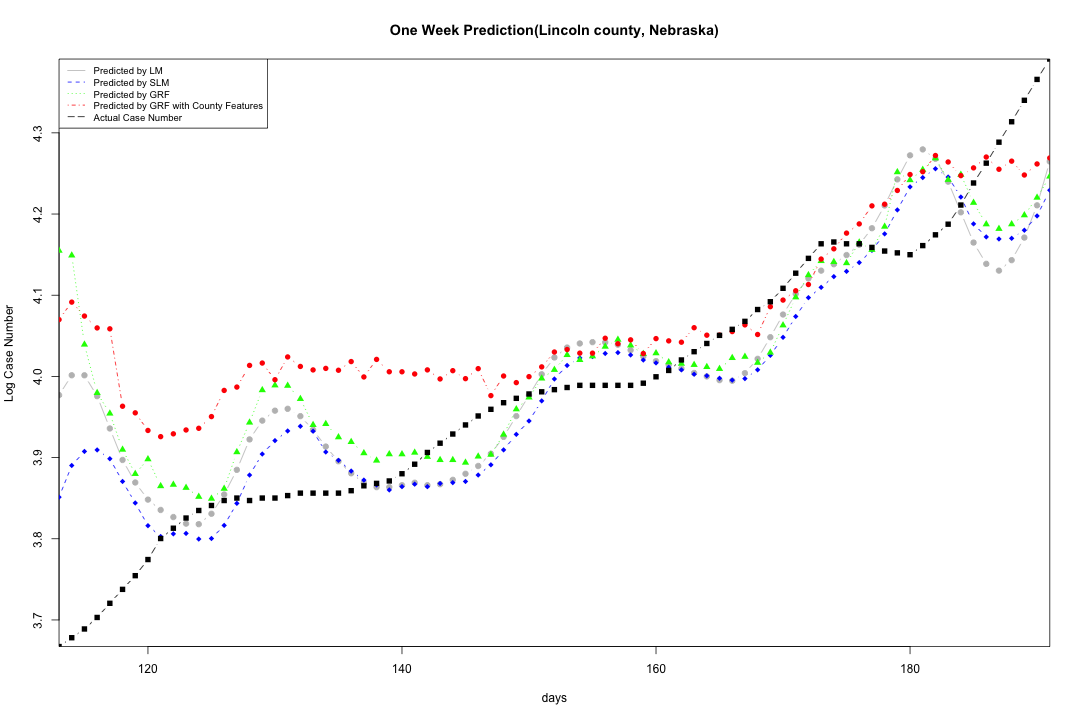 One Week Prediction(Lincoln county, Nebraska)
Predicted by LM
Predicted by SLM
Predicted by GRF
Predicted by GRF with County Features
Actual Case Number
Log Case Number
4.3
4.2
4.1
4.0
3.9
3.8
3.7
120 140 160 180
days